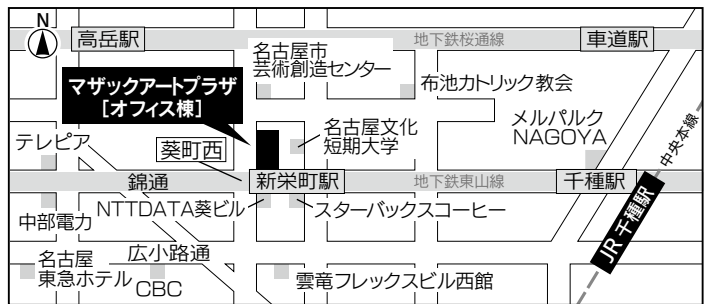 N
高岳駅
地下鉄桜通線
車道駅
名古屋市
芸術創造センター
マザックアートプラザ
[オフィス棟]
布池カトリック教会
メルパルク
NAGOYA
中央本線
テレピア
葵町西
名古屋文化
短期大学
錦通
新栄町駅
地下鉄東山線
千種駅
NTTDATA葵ビル
スターバックスコーヒー
中部電力
JR千種駅
広小路通
名古屋
東急ホテル
CBC
雲竜フレックスビル西館